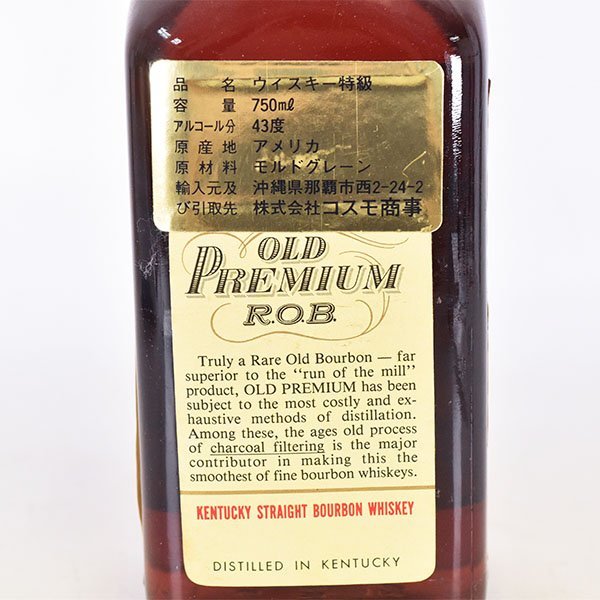 品名 ウイスキー特級
容量 750ml
アルコール分 43度
原産地 アメリカ
原材料 モルドグレーン
輸入元及 沖縄県那覇市西2-24-2
び引取先 株式会社コスモ商事
OLD
PREMIUM
R.O.B.
Truly a Rare Old Bourbon — far
superior to the "run of the mill"
product, OLD PREMIUM has been
subject to the most costly and ex-
haustive methods of distillation.
Among these, the ages old process
of charcoal filtering is the major
contributor in making this the
smoothest of fine bourbon whiskeys.
KENTUCKY STRAIGHT BOURBON WHISKEY
DISTILLED IN KENTUCKY